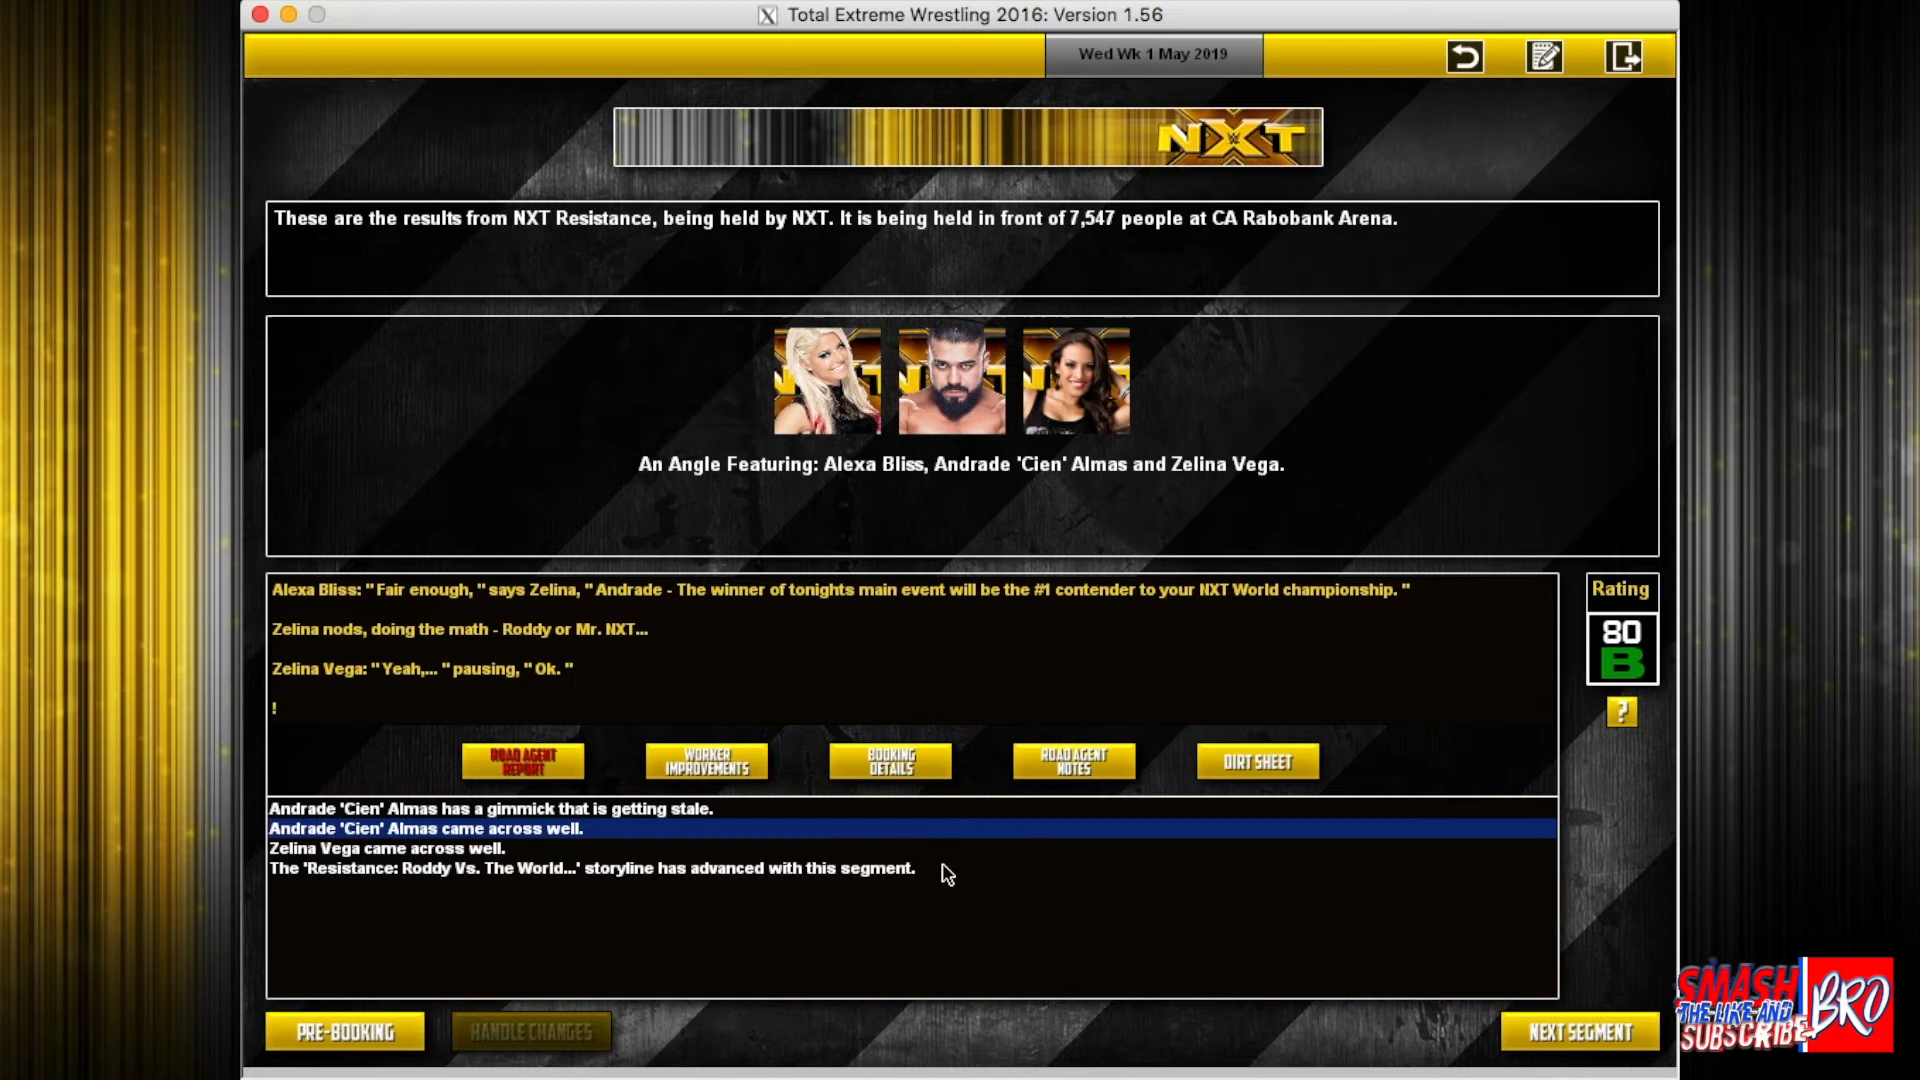 Total Extreme Wrestling 2016: Version 1.56
Wed Wk 1 May 2019
NXT
These are the results from NXT Resistance, being held by NXT. It is being held in front of 7,547 people at CA Rabobank Arena.
An Angle Featuring: Alexa Bliss, Andrade 'Cien' Almas and Zelina Vega.
Alexa Bliss: "Fair enough, " says Zelina, " Andrade - The winner of tonights main event will be the #1 contender to your NXT World championship. "
Rating
80
B
Zelina nods, doing the math - Roddy or Mr. NXT...
Zelina Vega: "Yeah,... " pausing, "Ok. "
!
?
ROAD AGENT REPORT
WORKER IMPROVEMENTS
BOOKING DETAILS
ROAD AGENT NOTES
DIRT SHEET
Andrade 'Cien' Almas has a gimmick that is getting stale.
Andrade 'Cien' Almas came across well.
Zelina Vega came across well.
The 'Resistance: Roddy Vs. The World...' storyline has advanced with this segment.
PRE-BOOKING
HANDLE CHANGES
NEXT SEGMENT
SMASH
THE LIKE AND
SUBSCRIBE
BRO